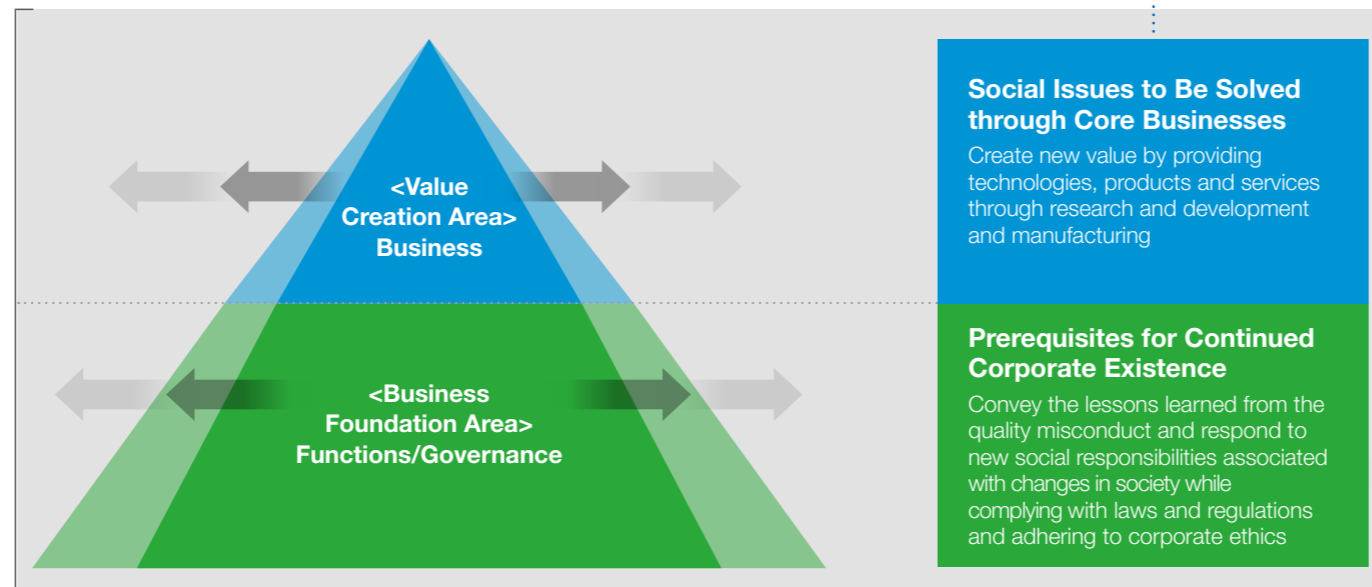 <Value
Creation Area>
Business
<Business
Foundation Area>
Functions/Governance
Social Issues to Be Solved
through Core Businesses
Create new value by providing
technologies, products and services
through research and development
and manufacturing
Prerequisites for Continued
Corporate Existence
Convey the lessons learned from the
quality misconduct and respond to
new social responsibilities associated
with changes in society while
complying with laws and regulations
and adhering to corporate ethics